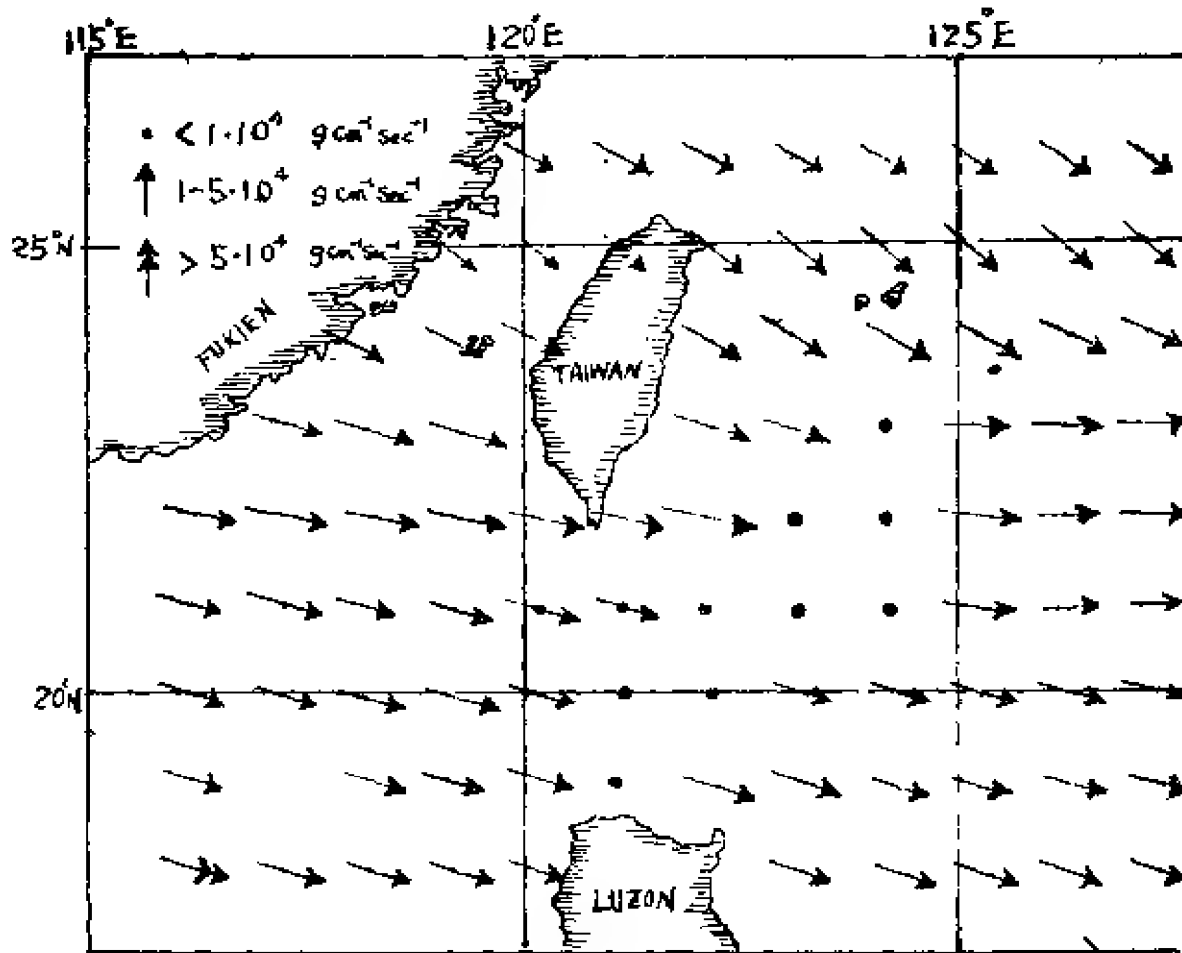 115°E 120°E 125°E
• < 1·10⁴ g cm⁻¹ sec⁻¹
1-5·10⁴ g cm⁻¹ sec⁻¹
25°N
> 5·10⁴ g cm⁻¹ sec⁻¹
FUKIEN
TAIWAN
20°N
LUZON